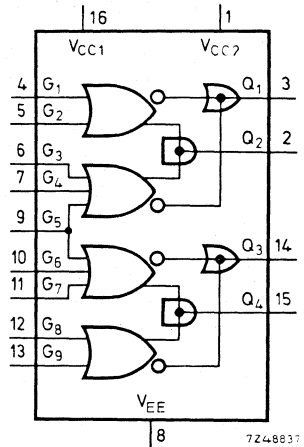 16 1
VCC1 VCC2
4 G1 Q1 3
5 G2
Q2 2
6 G3
7 G4
9 G5
10 G6 Q3 14
11 G7
Q4 15
12 G8
13 G9
VEE
8
7Z48837